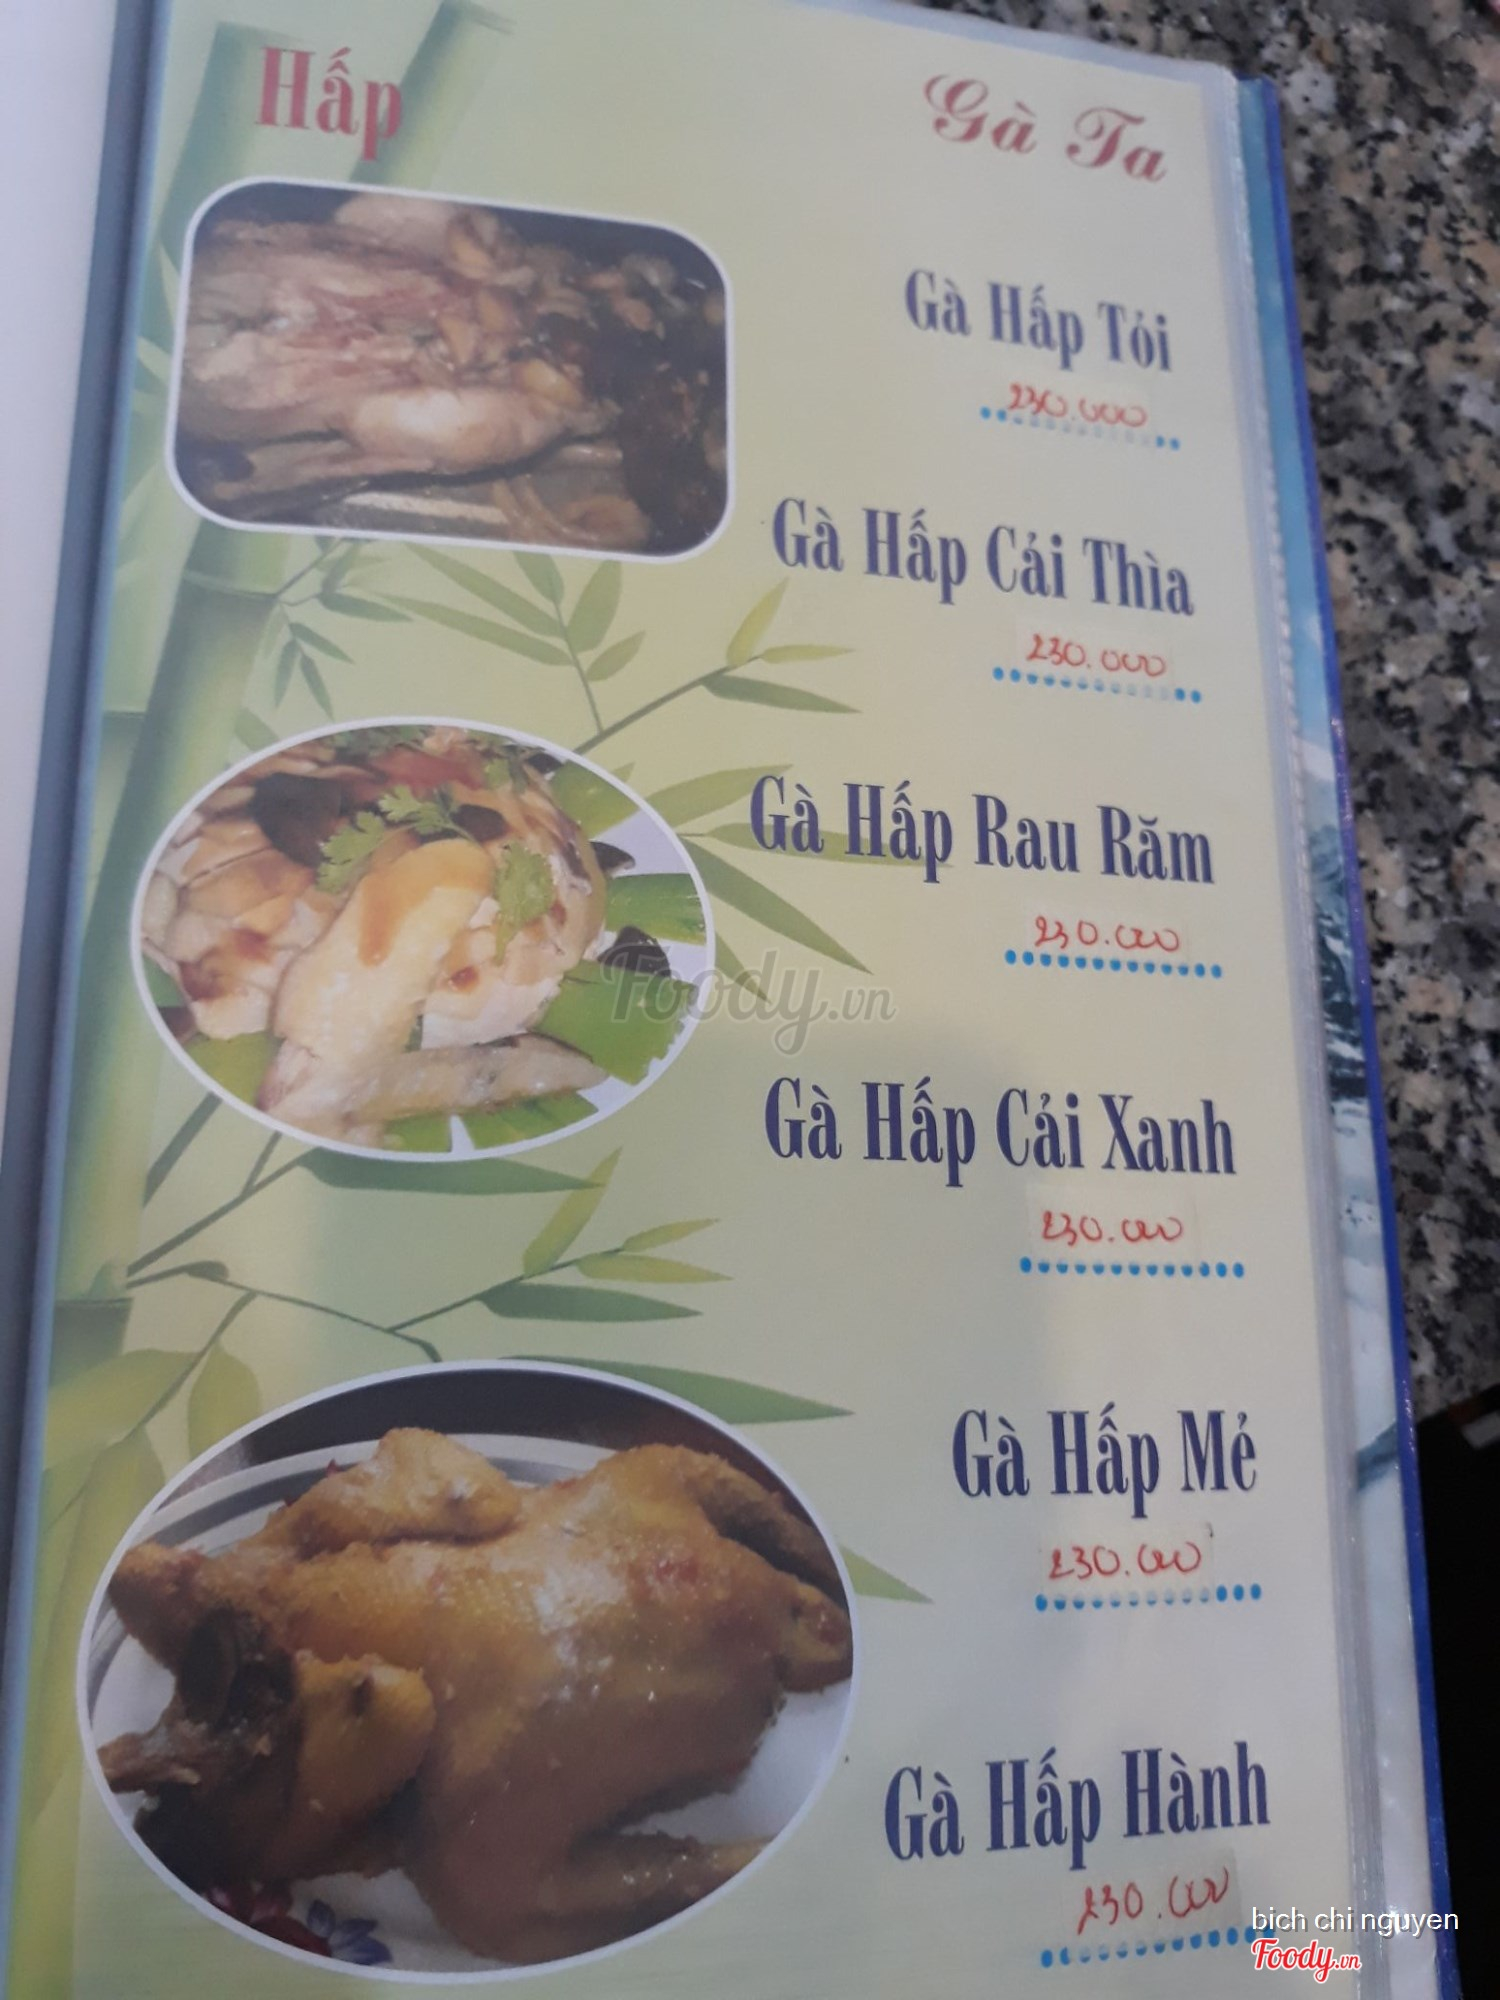 Hấp
Gà Ta
Gà Hấp Tỏi
230.000
Gà Hấp Cải Thìa
230.000
Gà Hấp Rau Răm
230.000
Foody.vn
Gà Hấp Cải Xanh
230.000
Gà Hấp Mẻ
230.000
Gà Hấp Hành
230.000
bich chi nguyen
Foody.vn